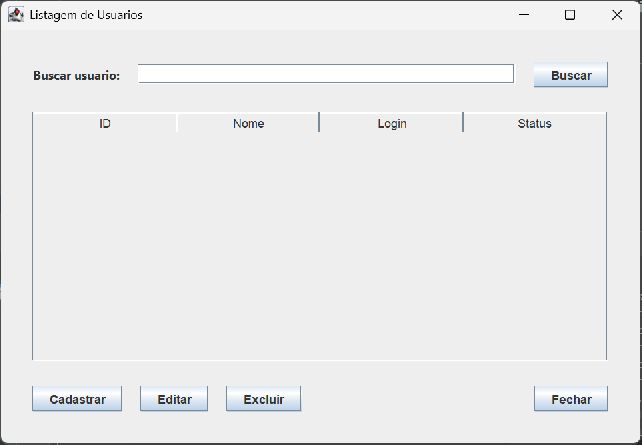 Listagem de Usuarios
Buscar usuario: Buscar
ID Nome Login Status
Cadastrar Editar Excluir Fechar